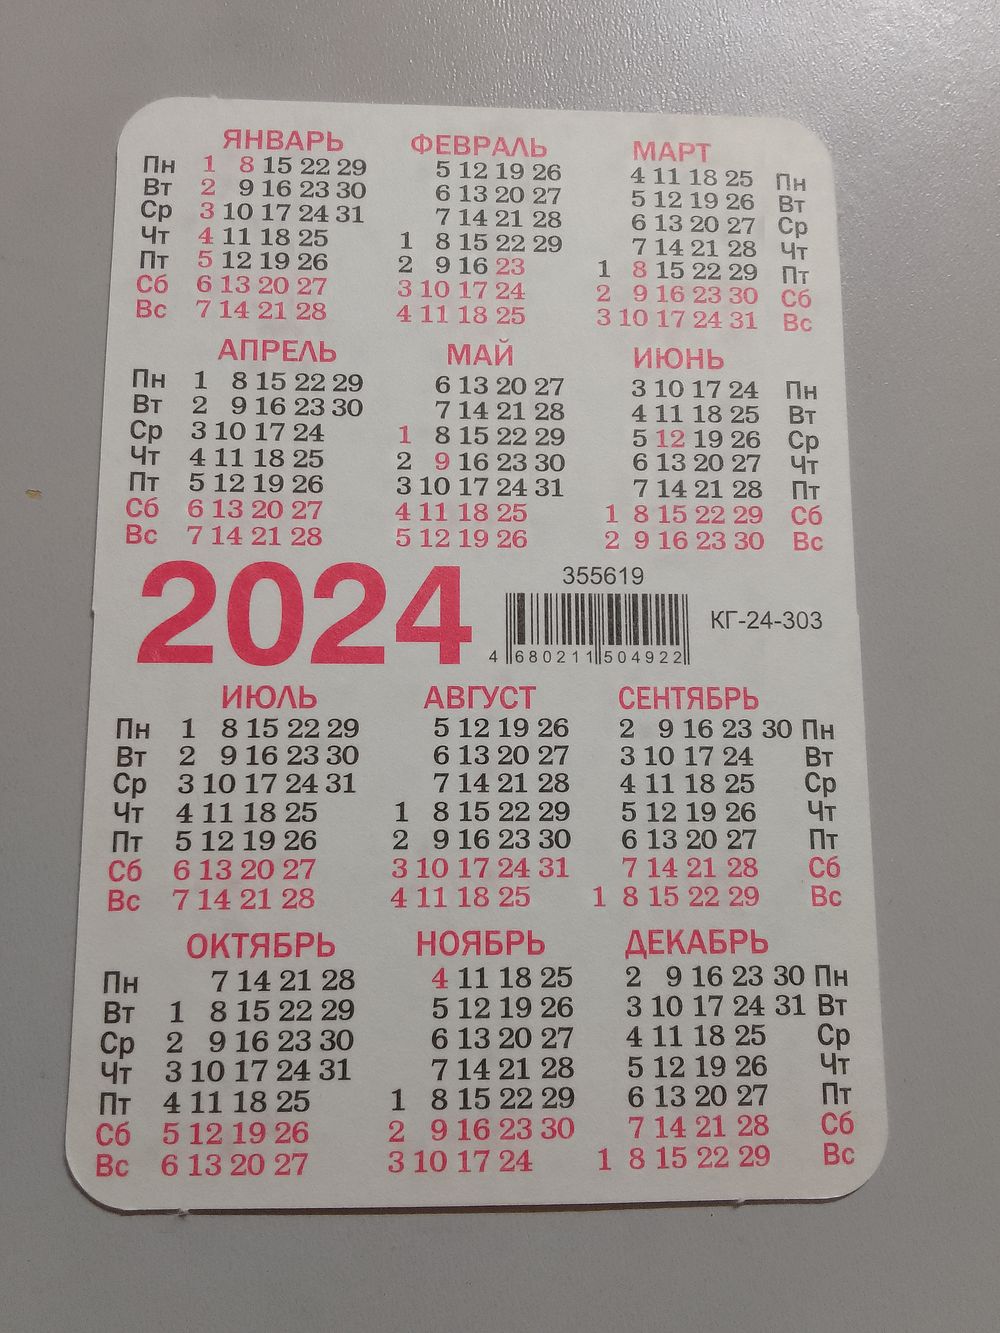 ЯНВАРЬ ФЕВРАЛЬ МАРТ
Пн 1 8 15 22 29 5 12 19 26 4 11 18 25 Пн
Вт 2 9 16 23 30 6 13 20 27 5 12 19 26 Вт
Ср 3 10 17 24 31 7 14 21 28 6 13 20 27 Ср
Чт 4 11 18 25 1 8 15 22 29 7 14 21 28 Чт
Пт 5 12 19 26 2 9 16 23 1 8 15 22 29 Пт
Сб 6 13 20 27 3 10 17 24 2 9 16 23 30 Сб
Вс 7 14 21 28 4 11 18 25 3 10 17 24 31 Вс
АПРЕЛЬ МАЙ ИЮНЬ
Пн 1 8 15 22 29 6 13 20 27 3 10 17 24 Пн
Вт 2 9 16 23 30 7 14 21 28 4 11 18 25 Вт
Ср 3 10 17 24 1 8 15 22 29 5 12 19 26 Ср
Чт 4 11 18 25 2 9 16 23 30 6 13 20 27 Чт
Пт 5 12 19 26 3 10 17 24 31 7 14 21 28 Пт
Сб 6 13 20 27 4 11 18 25 1 8 15 22 29 Сб
Вс 7 14 21 28 5 12 19 26 2 9 16 23 30 Вс
2024
355619
4 680211 504922
КГ-24-303
ИЮЛЬ АВГУСТ СЕНТЯБРЬ
Пн 1 8 15 22 29 5 12 19 26 2 9 16 23 30 Пн
Вт 2 9 16 23 30 6 13 20 27 3 10 17 24 Вт
Ср 3 10 17 24 31 7 14 21 28 4 11 18 25 Ср
Чт 4 11 18 25 1 8 15 22 29 5 12 19 26 Чт
Пт 5 12 19 26 2 9 16 23 30 6 13 20 27 Пт
Сб 6 13 20 27 3 10 17 24 31 7 14 21 28 Сб
Вс 7 14 21 28 4 11 18 25 1 8 15 22 29 Вс
ОКТЯБРЬ НОЯБРЬ ДЕКАБРЬ
Пн 7 14 21 28 4 11 18 25 2 9 16 23 30 Пн
Вт 1 8 15 22 29 5 12 19 26 3 10 17 24 31 Вт
Ср 2 9 16 23 30 6 13 20 27 4 11 18 25 Ср
Чт 3 10 17 24 31 7 14 21 28 5 12 19 26 Чт
Пт 4 11 18 25 1 8 15 22 29 6 13 20 27 Пт
Сб 5 12 19 26 2 9 16 23 30 7 14 21 28 Сб
Вс 6 13 20 27 3 10 17 24 1 8 15 22 29 Вс